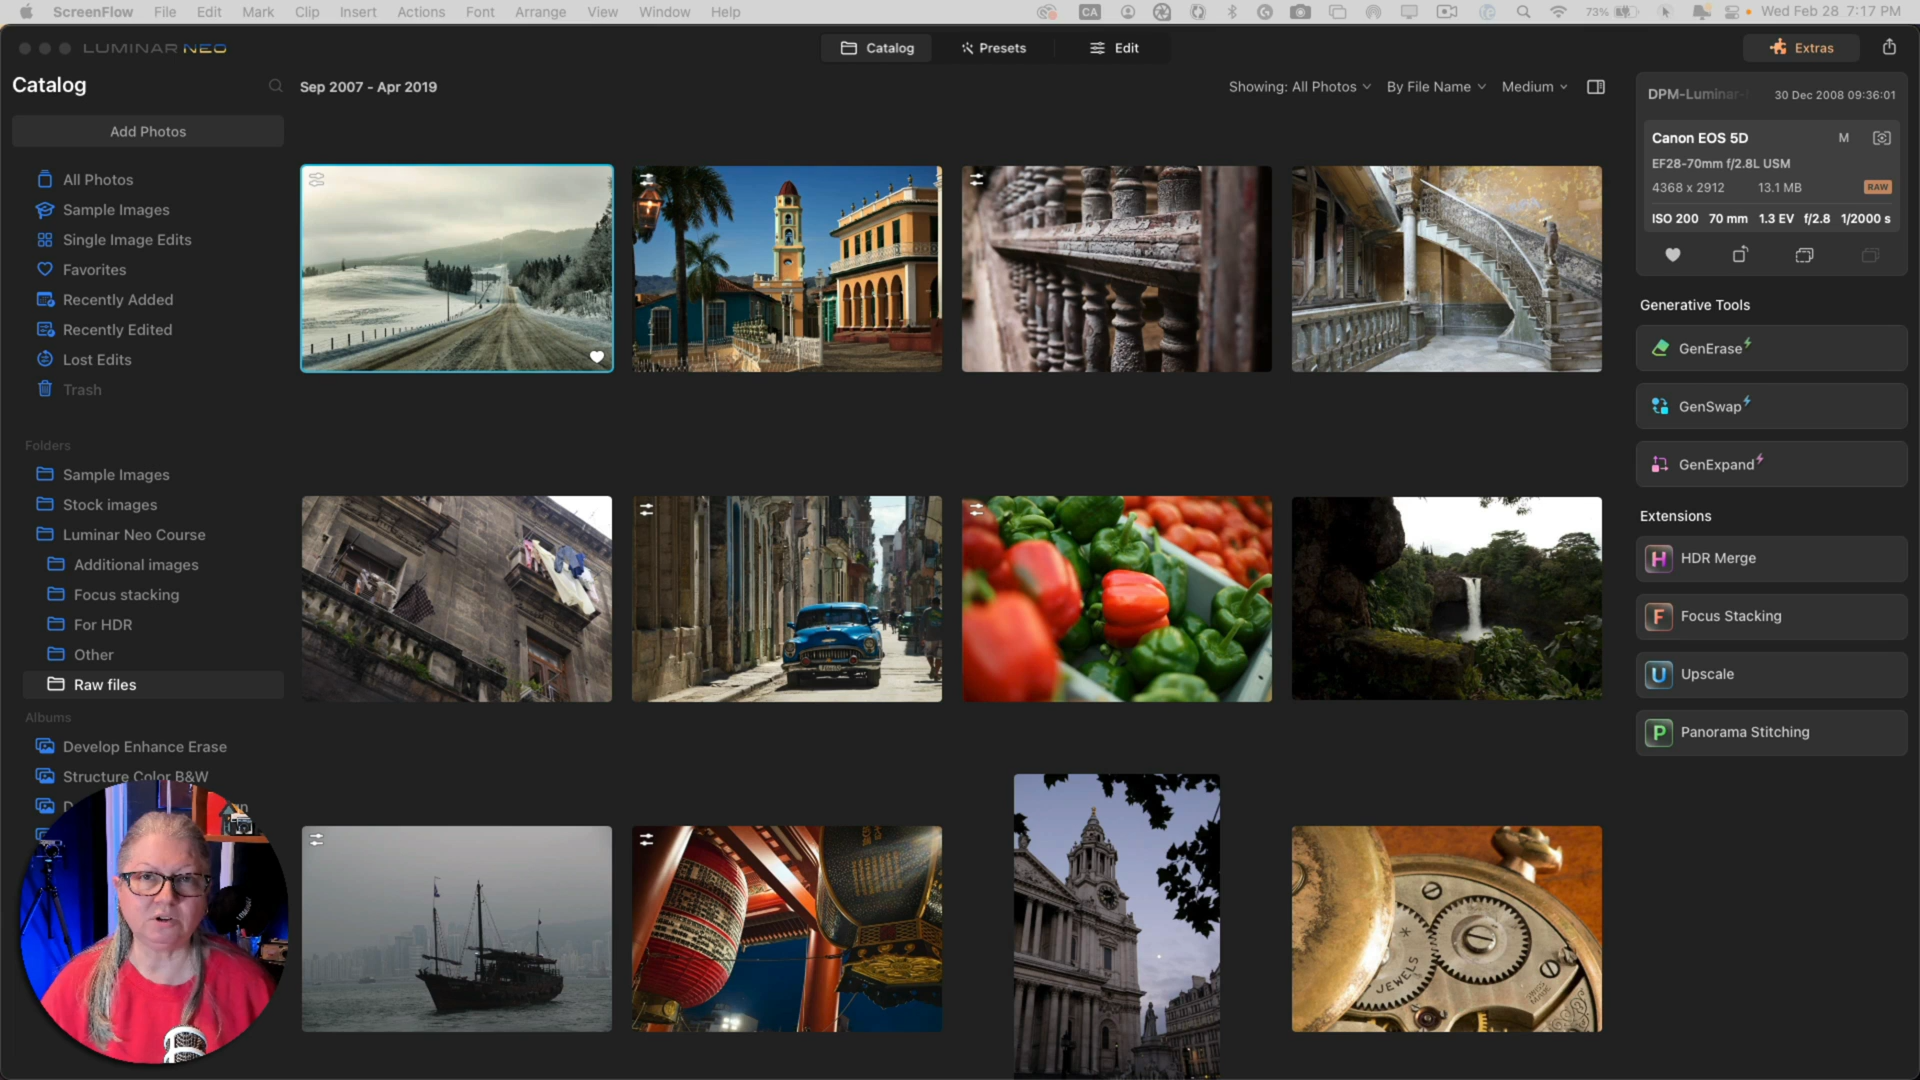 ScreenFlow File Edit Mark Clip Insert Actions Font Arrange View Window Help
CA 73% Wed Feb 28 7:17 PM
LUMINAR NEO
Catalog Presets Edit
Extras
Catalog
Sep 2007 - Apr 2019
Showing: All Photos By File Name Medium
Add Photos
All Photos
Sample Images
Single Image Edits
Favorites
Recently Added
Recently Edited
Lost Edits
Trash
Folders
Sample Images
Stock images
Luminar Neo Course
Additional images
Focus stacking
For HDR
Other
Raw files
Albums
Develop Enhance Erase
Structure Color B&W
JEWELS
DPM-Luminar- 30 Dec 2008 09:36:01
Canon EOS 5D M
EF28-70mm f/2.8L USM
4368 x 2912 13.1 MB RAW
ISO 200 70 mm 1.3 EV f/2.8 1/2000 s
Generative Tools
GenErase
GenSwap
GenExpand
Extensions
H HDR Merge
F Focus Stacking
U Upscale
P Panorama Stitching